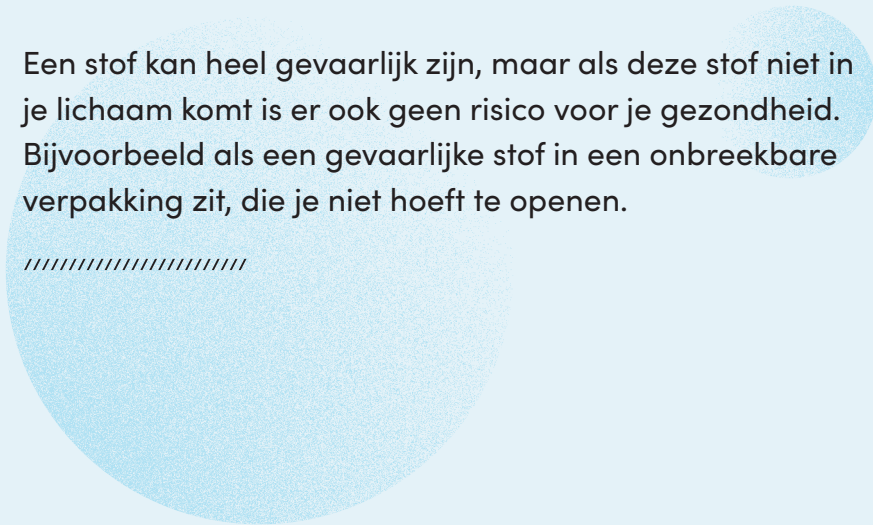 Een stof kan heel gevaarlijk zijn, maar als deze stof niet in
je lichaam komt is er ook geen risico voor je gezondheid.
Bijvoorbeeld als een gevaarlijke stof in een onbreekbare
verpakking zit, die je niet hoeft te openen.
/////////////////////////